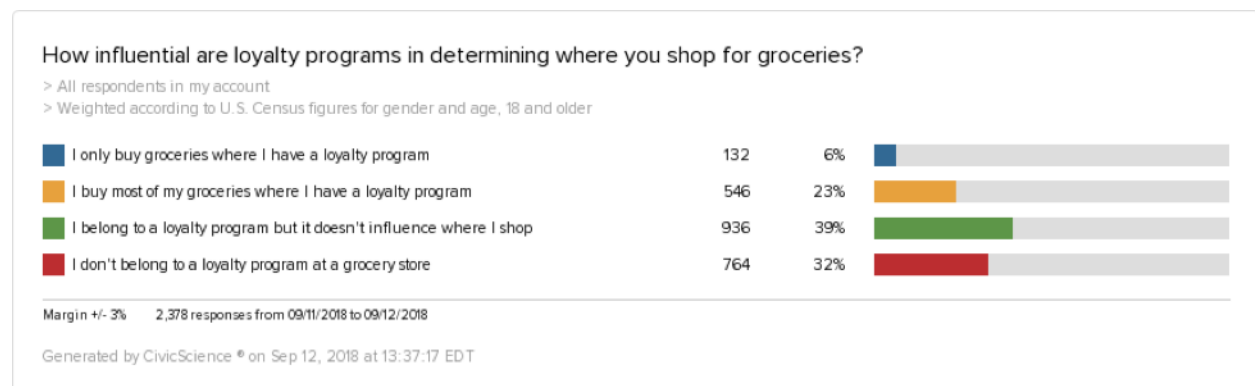 How influential are loyalty programs in determining where you shop for groceries?
> All respondents in my account
> Weighted according to U.S. Census figures for gender and age, 18 and older
I only buy groceries where I have a loyalty program 132 6%
I buy most of my groceries where I have a loyalty program 546 23%
I belong to a loyalty program but it doesn't influence where I shop 936 39%
I don't belong to a loyalty program at a grocery store 764 32%
Margin +/- 3% 2,378 responses from 09/11/2018 to 09/12/2018
Generated by CivicScience ® on Sep 12, 2018 at 13:37:17 EDT